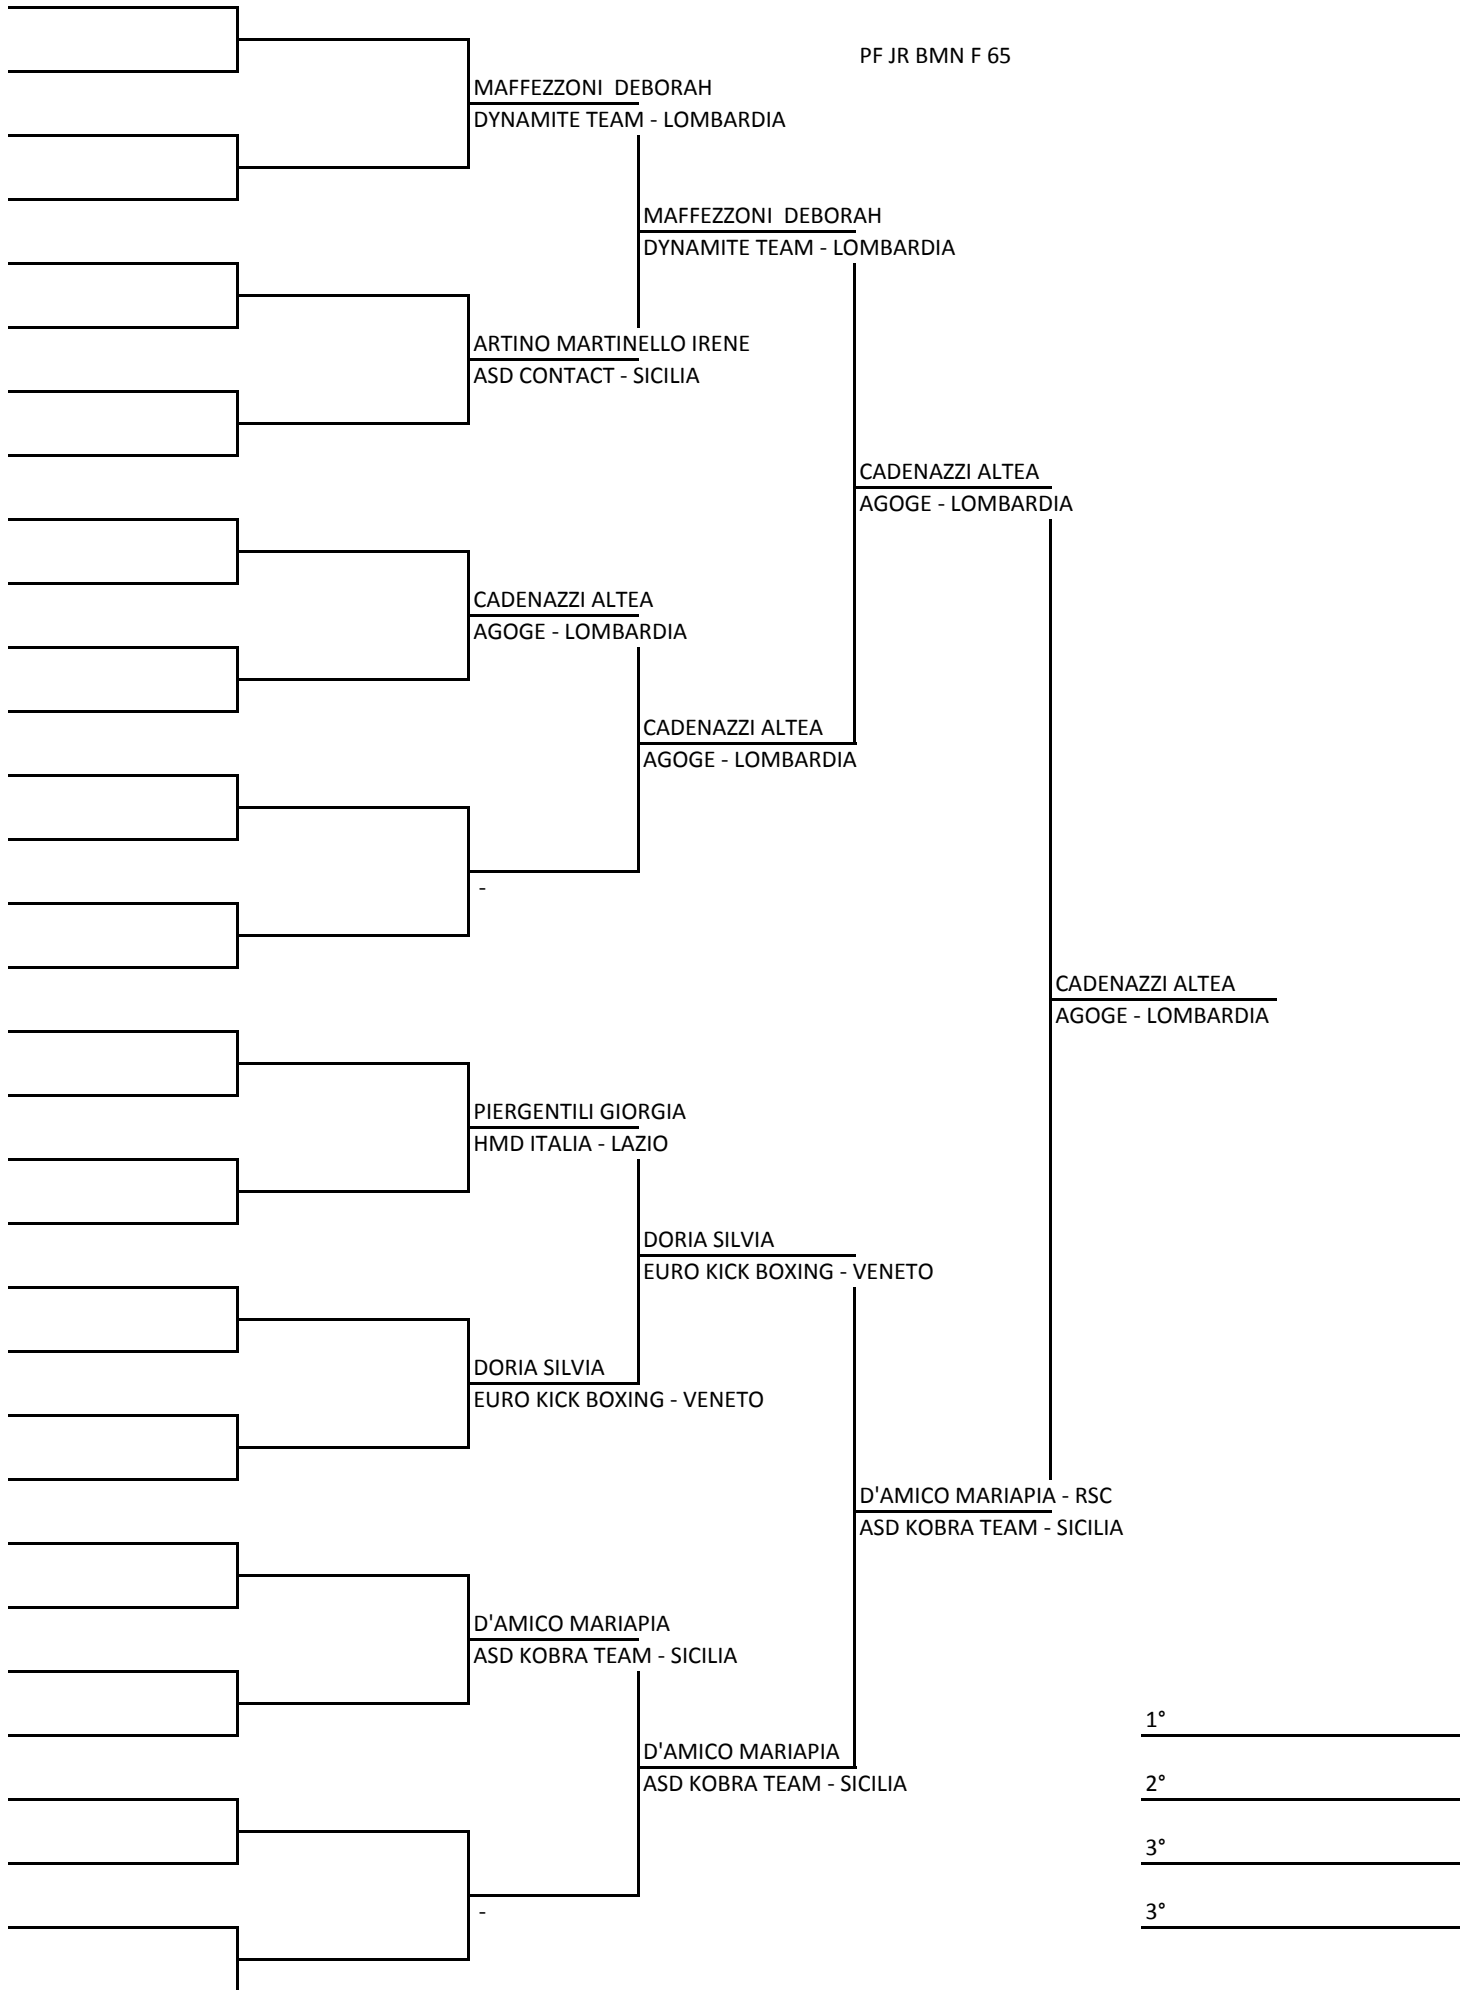 PF JR BMN F 65
MAFFEZZONI  DEBORAH
DYNAMITE TEAM - LOMBARDIA
MAFFEZZONI  DEBORAH
DYNAMITE TEAM - LOMBARDIA
ARTINO MARTINELLO IRENE
ASD CONTACT - SICILIA
CADENAZZI ALTEA
AGOGE - LOMBARDIA
CADENAZZI ALTEA
AGOGE - LOMBARDIA
CADENAZZI ALTEA
AGOGE - LOMBARDIA
-
CADENAZZI ALTEA
AGOGE - LOMBARDIA
PIERGENTILI GIORGIA
HMD ITALIA - LAZIO
DORIA SILVIA
EURO KICK BOXING - VENETO
DORIA SILVIA
EURO KICK BOXING - VENETO
D'AMICO MARIAPIA - RSC
ASD KOBRA TEAM - SICILIA
D'AMICO MARIAPIA
ASD KOBRA TEAM - SICILIA
1°
D'AMICO MARIAPIA
ASD KOBRA TEAM - SICILIA
2°
3°
-
3°